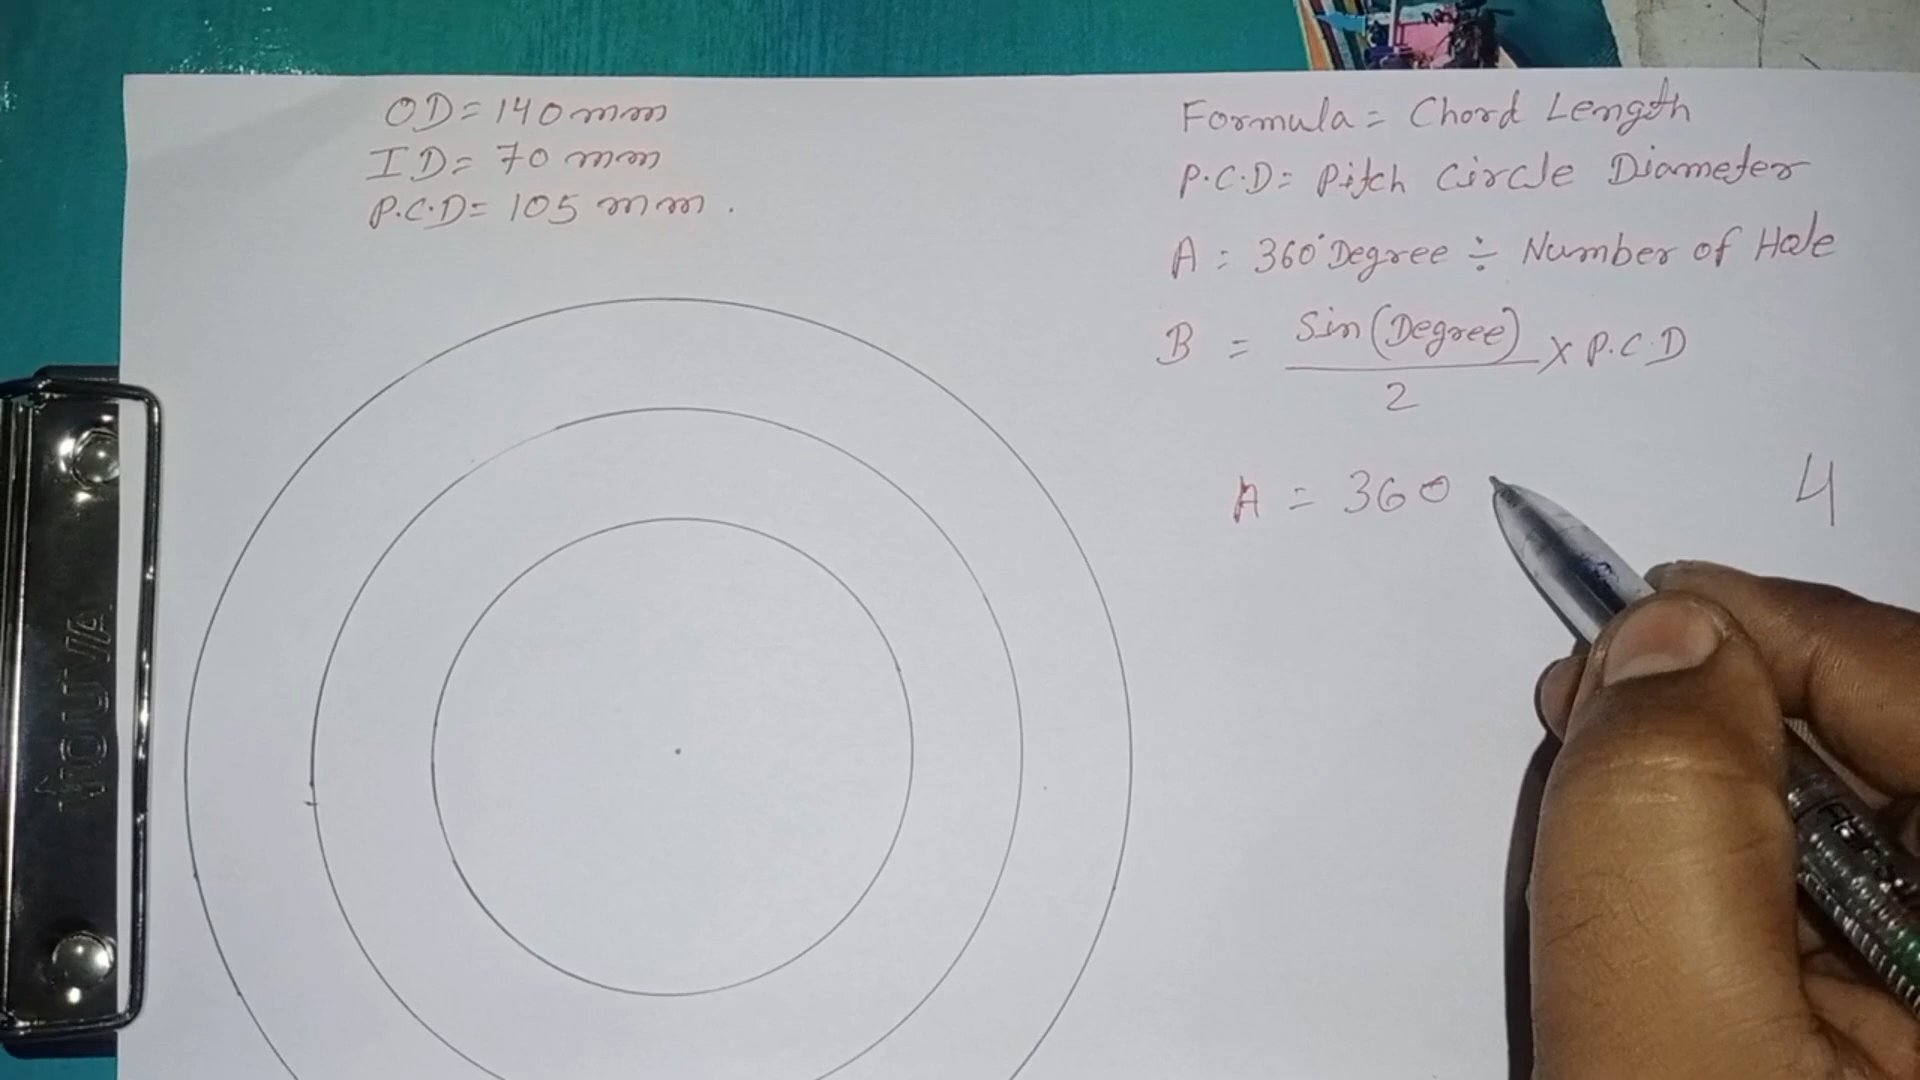 OD = 140 mm
ID = 70 mm
P.C.D = 105 mm.
Formula = Chord Length
P.C.D = Pitch Circle Diameter
A = 360° Degree ÷ Number of Hole
B = Sin (Degree) / 2 × P.C.D
A = 360
4